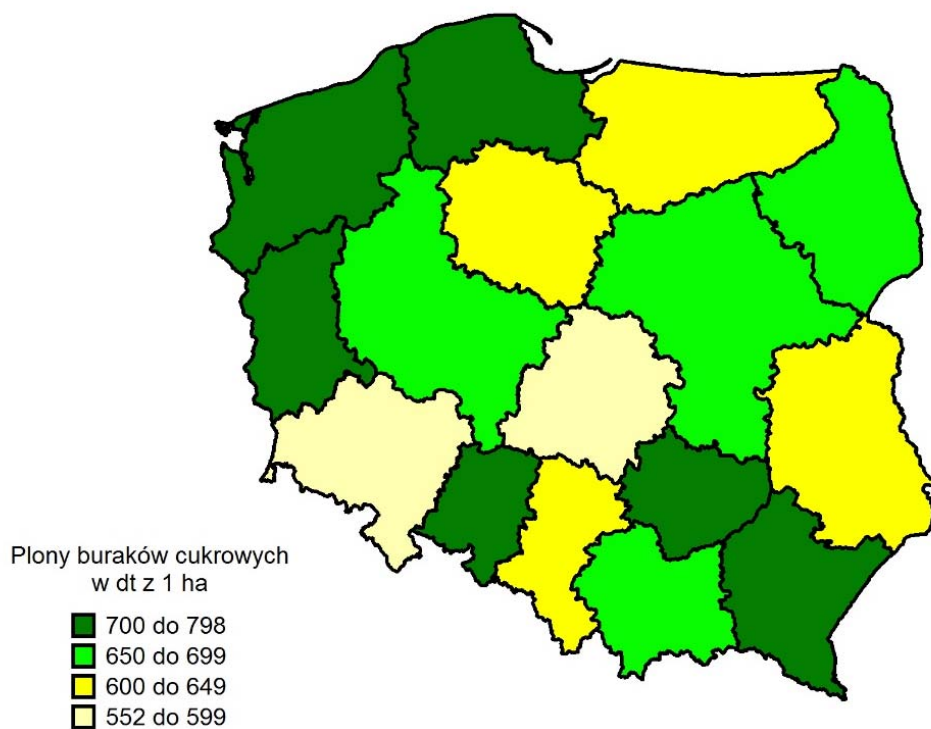 Plony buraków cukrowych
w dt z 1 ha
700 do 798
650 do 699
600 do 649
552 do 599